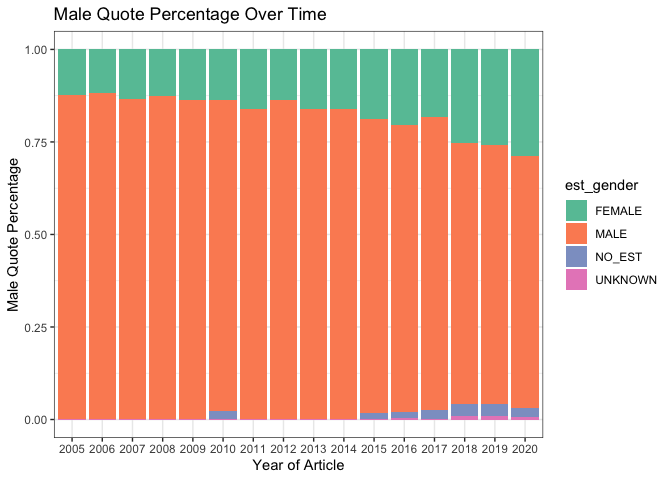 Male Quote Percentage Over Time
1.00
0.75
0.50
0.25
0.00
Male Quote Percentage
2005 2006 2007 2008 2009 2010 2011 2012 2013 2014 2015 2016 2017 2018 2019 2020
Year of Article
est_gender
FEMALE
MALE
NO_EST
UNKNOWN